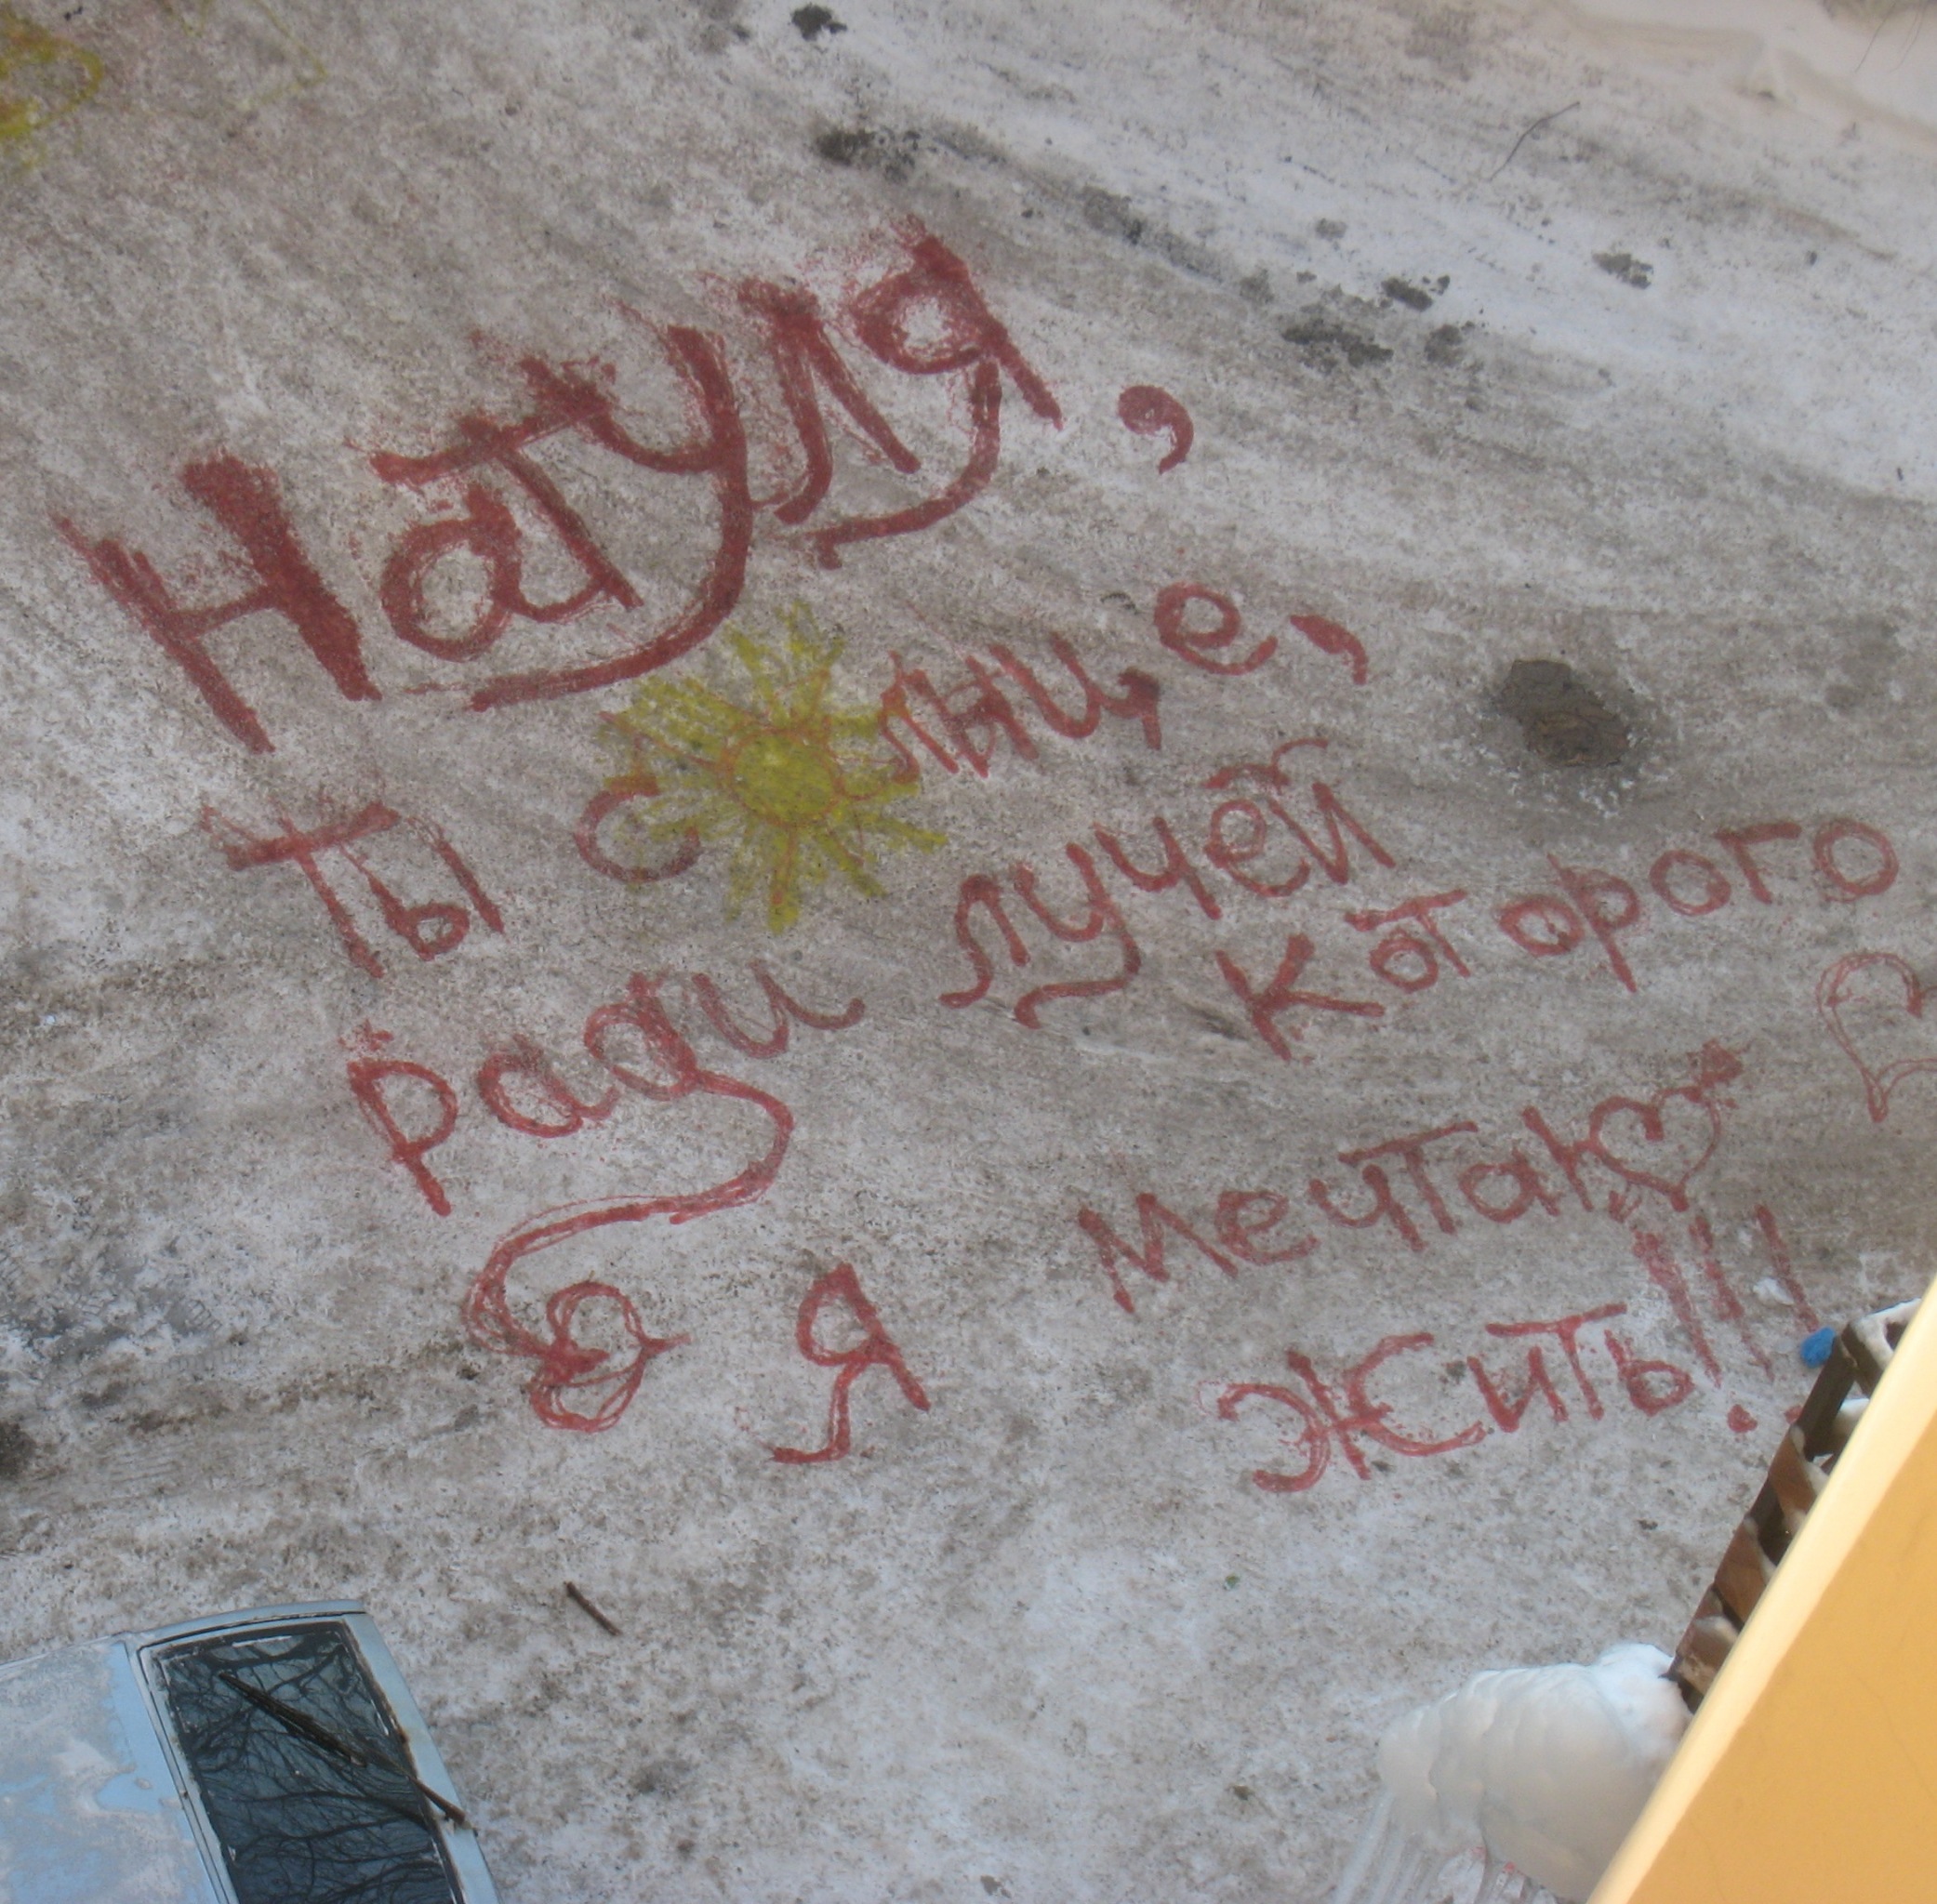 Натуля,
ты солнце,
ради лучей
которого
Я мечтаю
жить!!!